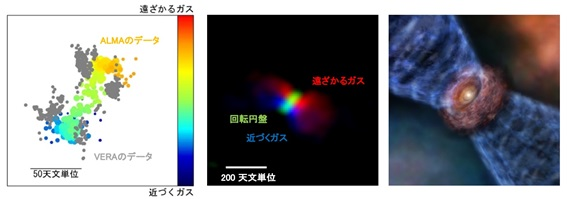 遠ざかるガス
ALMAのデータ
VERAのデータ
50天文単位
近づくガス
遠ざかるガス
回転円盤
近づくガス
200 天文単位